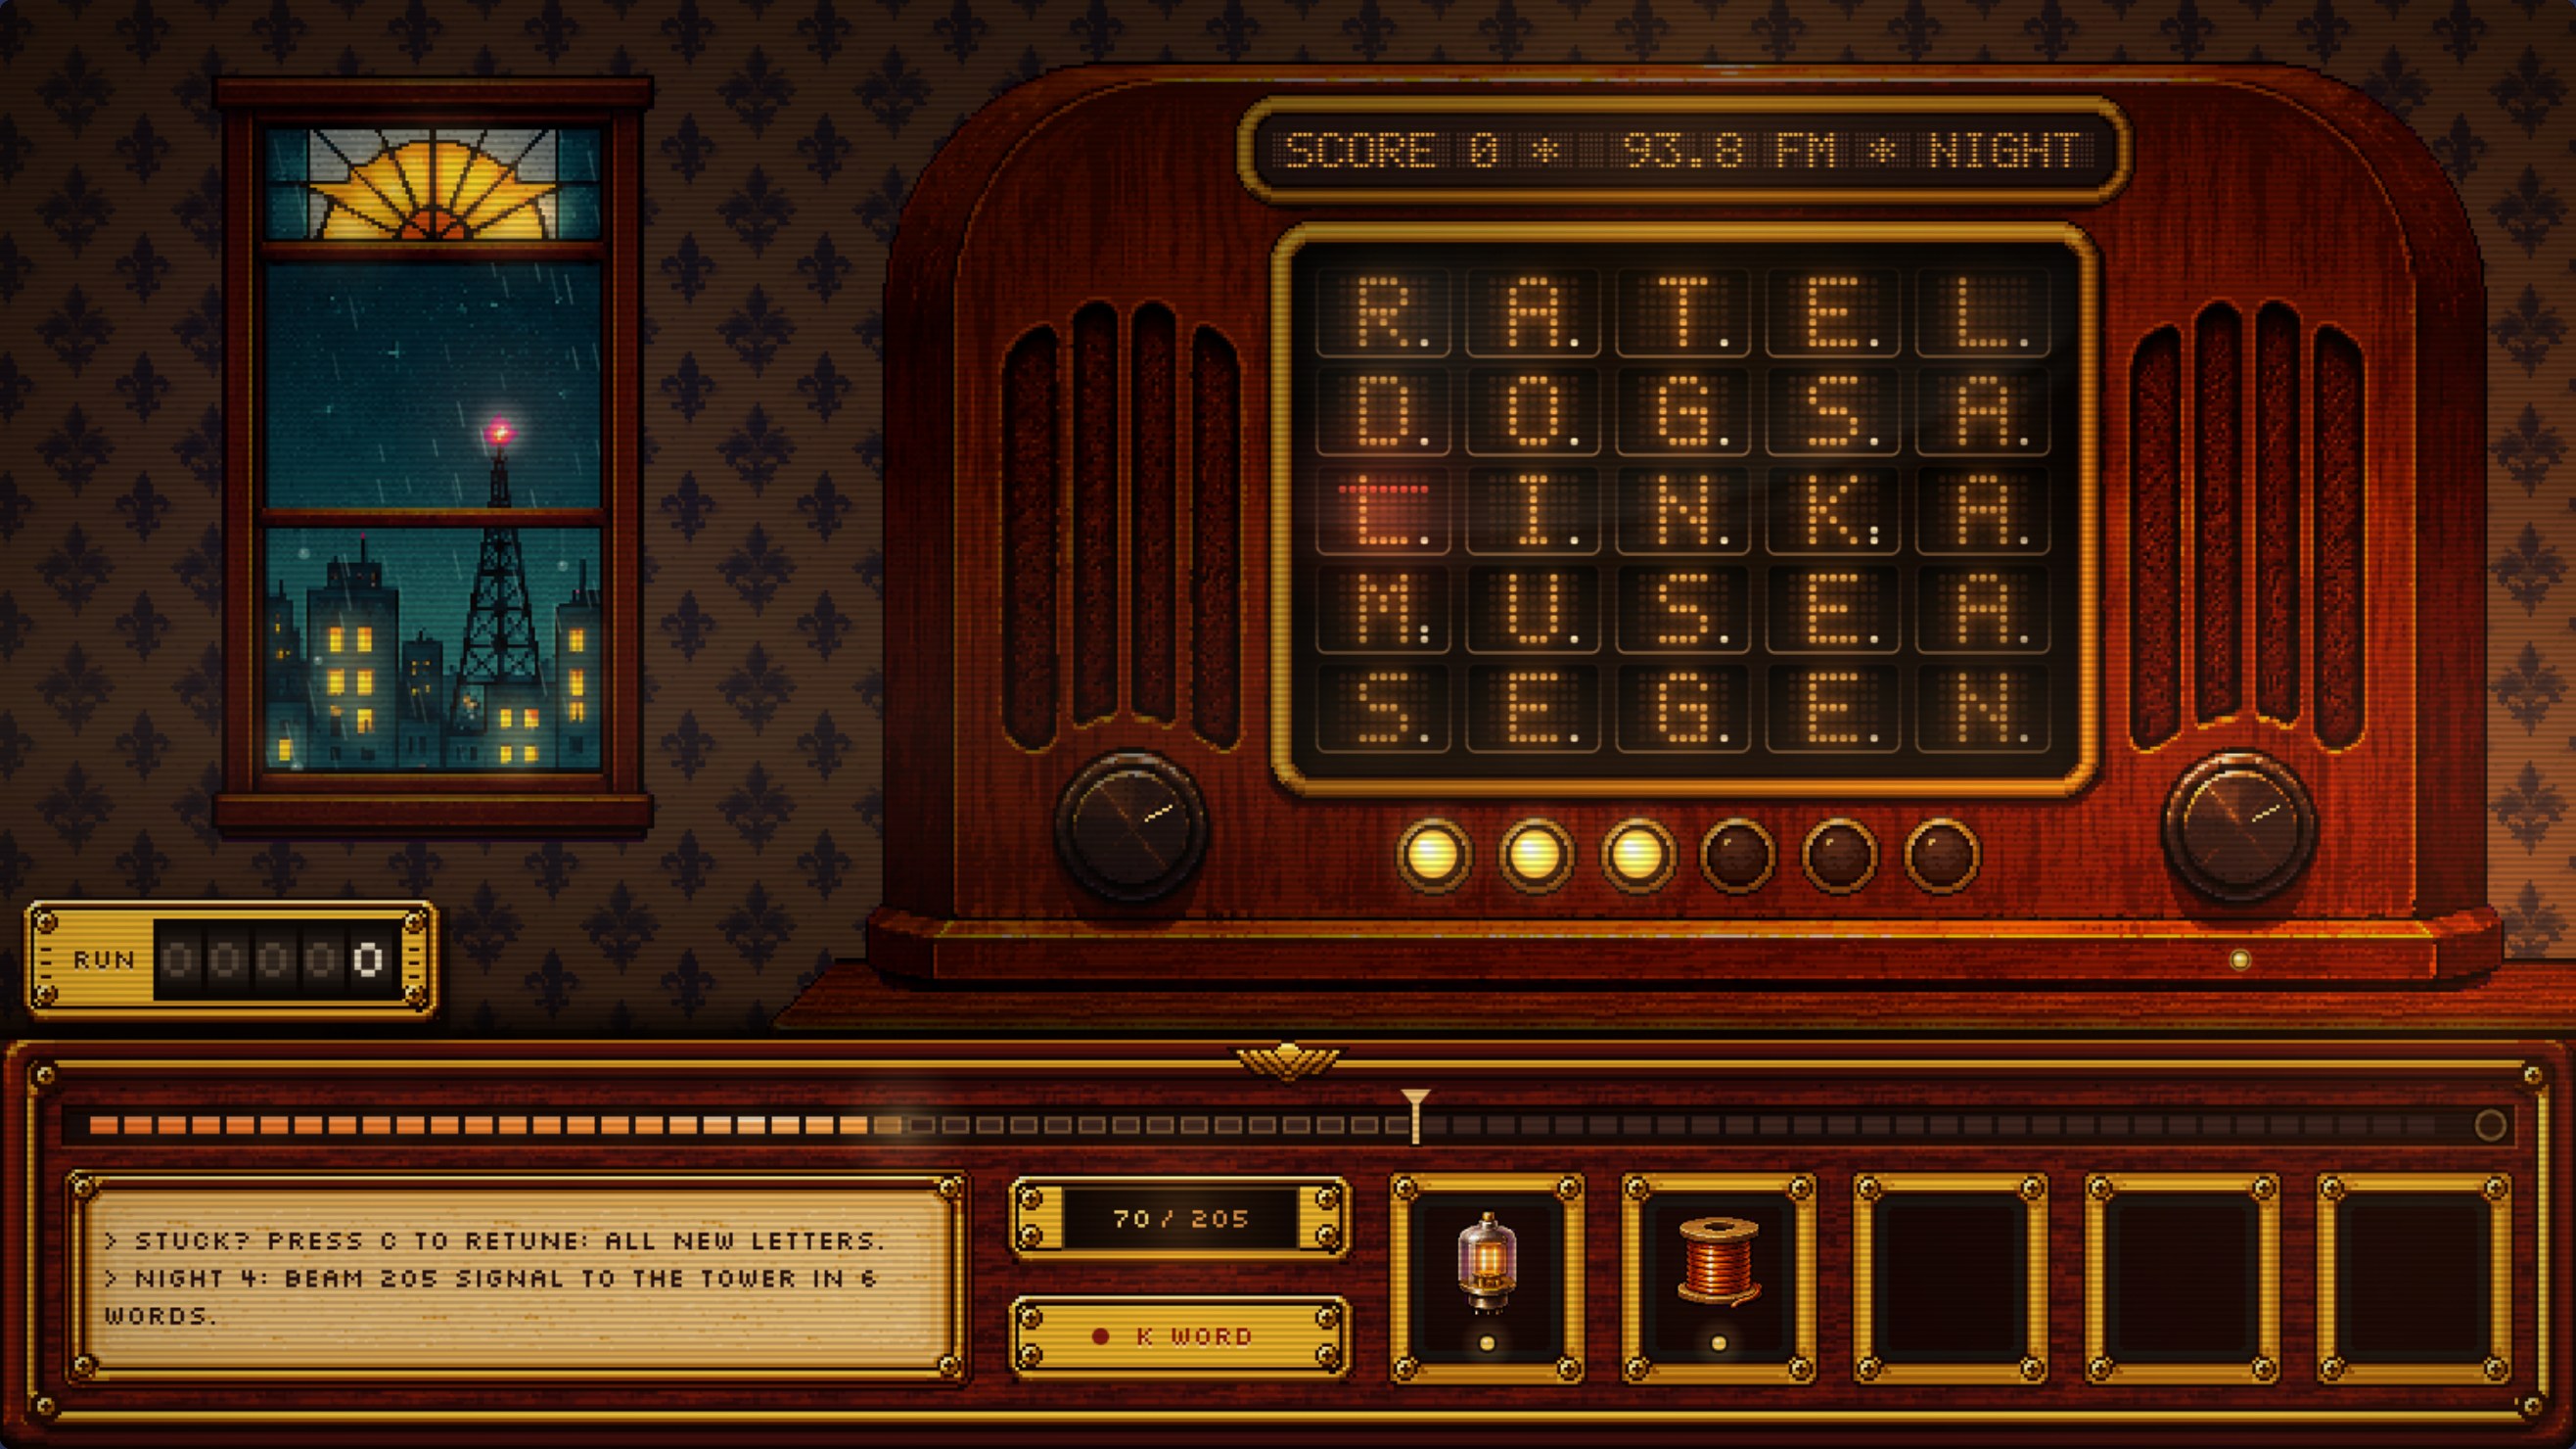 SCORE 0 * 93.8 FM * NIGHT
R. A. T. E. L.
D. O. G. S. A.
I. N. K: A.
M: U. S. E. A.
S. E. G. E. N.
RUN 00000
> STUCK? PRESS C TO RETUNE: ALL NEW LETTERS.
> NIGHT 4: BEAM 205 SIGNAL TO THE TOWER IN 6
WORDS.
70 / 205
K WORD